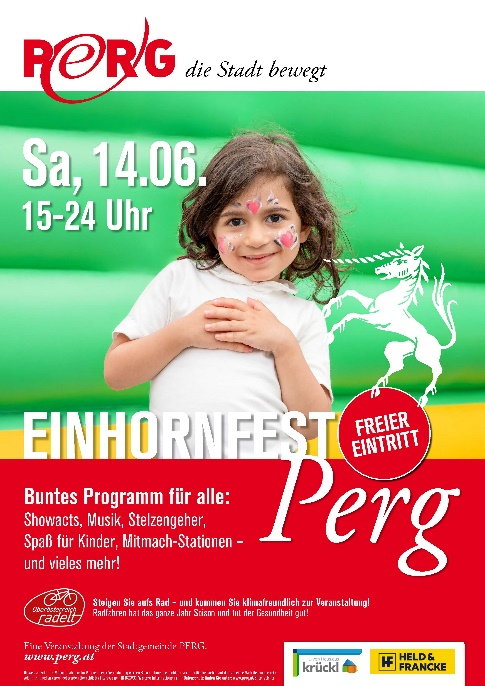 PERG die Stadt bewegt
Sa, 14.06.
15-24 Uhr
EINHORNFEST
Perg
FREIER
EINTRITT
Buntes Programm für alle:
Showacts, Musik, Stelzengeher,
Spaß für Kinder, Mitmach-Stationen –
und vieles mehr!
Oberösterreich
radelt
Steigen Sie aufs Rad – und kommen Sie klimafreundlich zur Veranstaltung!
Radfahren hat das ganze Jahr Saison und tut der Gesundheit gut!
Eine Veranstaltung der Stadtgemeinde PERG.
www.perg.at
krückl
HF HELD &
FRANCKE